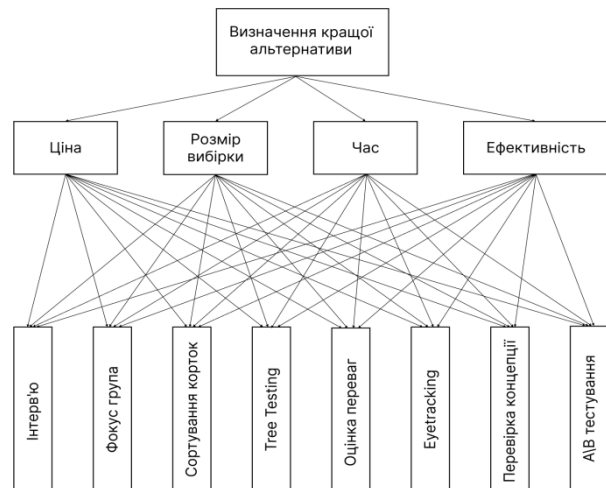 Визначення кращої
альтернативи
Ціна
Розмір
вибірки
Час
Ефективність
Інтерв'ю
Фокус група
Сортування корток
Tree Testing
Оцінка переваг
Eyetracking
Перевірка концепції
A\B тестування